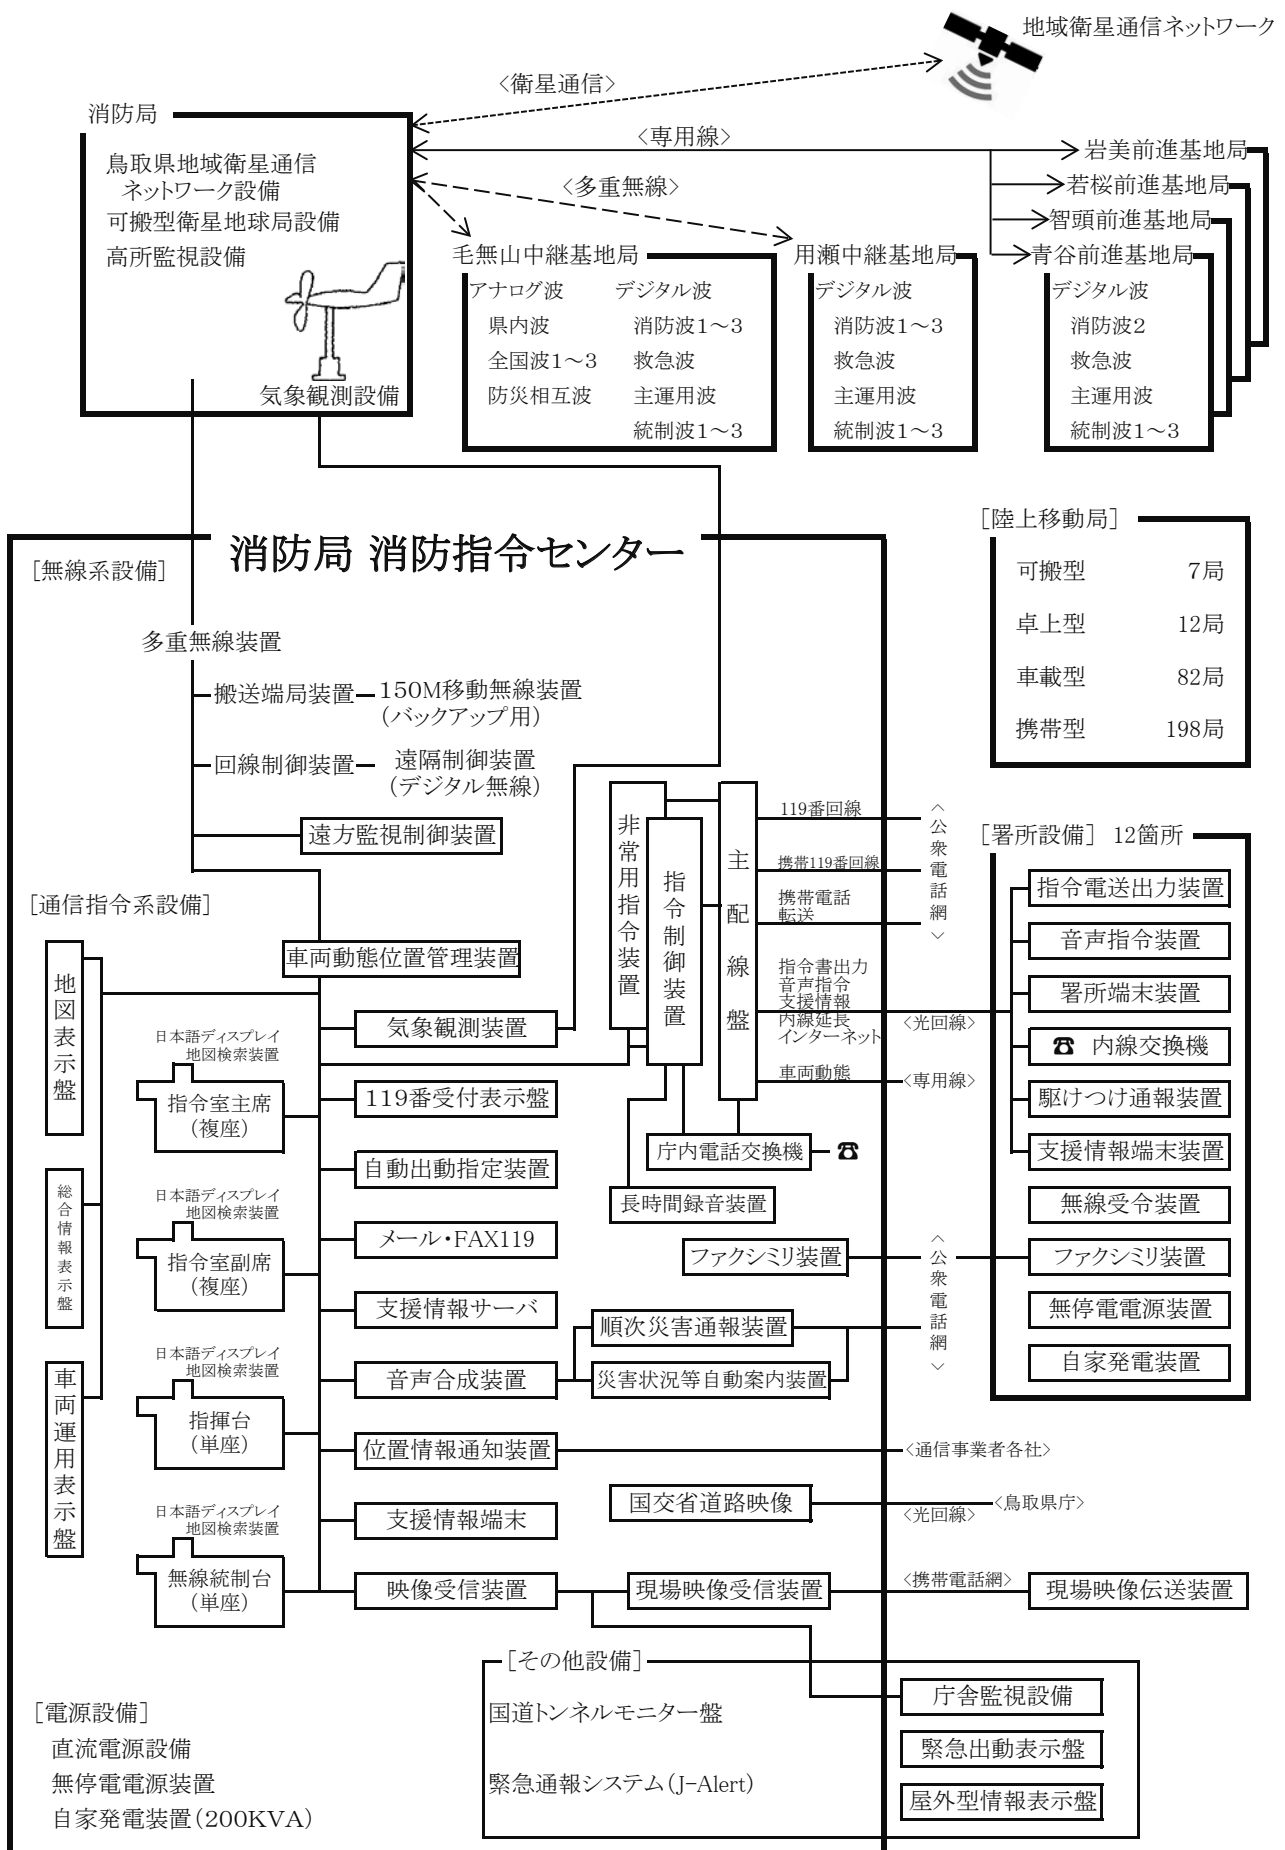 地域衛星通信ネットワーク
<衛星通信>
消防局
<専用線>
鳥取県地域衛星通信
ネットワーク設備
可搬型衛星地球局設備
高所監視設備
気象観測設備
<多重無線>
岩美前進基地局
若桜前進基地局
智頭前進基地局
青谷前進基地局
デジタル波
消防波2
救急波
主運用波
統制波1～3
毛無山中継基地局
アナログ波 デジタル波
県内波 消防波1～3
全国波1～3 救急波
防災相互波 主運用波
統制波1～3
用瀬中継基地局
デジタル波
消防波1～3
救急波
主運用波
統制波1～3
[陸上移動局]
可搬型 7局
卓上型 12局
車載型 82局
携帯型 198局
消防局 消防指令センター
[無線系設備]
多重無線装置
搬送端局装置
150M移動無線装置
(バックアップ用)
回線制御装置
遠隔制御装置
(デジタル無線)
遠方監視制御装置
[通信指令系設備]
車両動態位置管理装置
地図表示盤
総合情報表示盤
車両運用表示盤
日本語ディスプレイ
地図検索装置
指令室主席
(複座)
日本語ディスプレイ
地図検索装置
指令室副席
(複座)
日本語ディスプレイ
地図検索装置
指揮台
(単座)
日本語ディスプレイ
地図検索装置
無線統制台
(単座)
気象観測装置
119番受付表示盤
自動出動指定装置
メール・FAX119
支援情報サーバ
音声合成装置
位置情報通知装置
支援情報端末
映像受信装置
非常用指令装置
指令制御装置
主配線盤
119番回線
携帯119番回線
携帯電話
転送
<公衆電話網>
指令書出力
音声指令
支援情報
内線延長
インターネット
<光回線>
車両動態
<専用線>
庁内電話交換機
☎
長時間録音装置
ファクシミリ装置
<公衆電話網>
順次災害通報装置
災害状況等自動案内装置
<通信事業者各社>
国交省道路映像
<光回線>
<鳥取県庁>
現場映像受信装置
<携帯電話網>
現場映像伝送装置
[署所設備] 12箇所
指令電送出力装置
音声指令装置
署所端末装置
☎ 内線交換機
駆けつけ通報装置
支援情報端末装置
無線受令装置
ファクシミリ装置
無停電電源装置
自家発電装置
[その他設備]
国道トンネルモニター盤
緊急通報システム(J-Alert)
庁舎監視設備
緊急出動表示盤
屋外型情報表示盤
[電源設備]
直流電源設備
無停電電源装置
自家発電装置(200KVA)